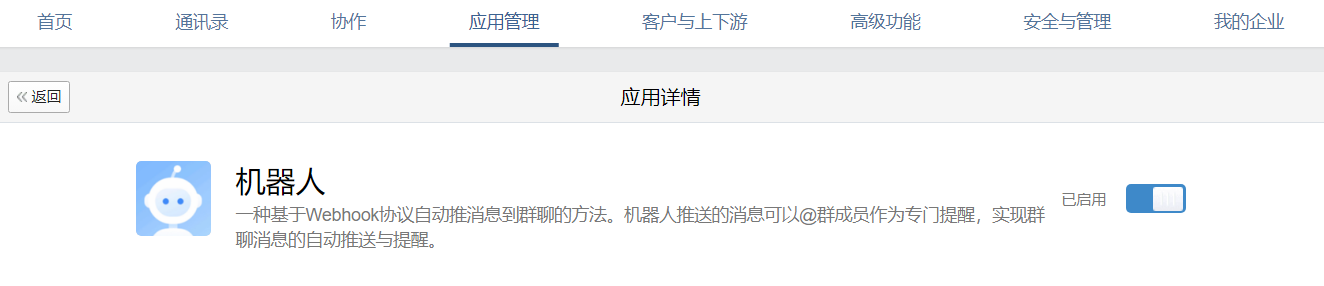 首页 通讯录 协作 应用管理 客户与上下游 高级功能 安全与管理 我的企业
返回 应用详情
机器人
一种基于Webhook协议自动推消息到群聊的方法。机器人推送的消息可以@群成员作为专门提醒，实现群
聊消息的自动推送与提醒。
已启用